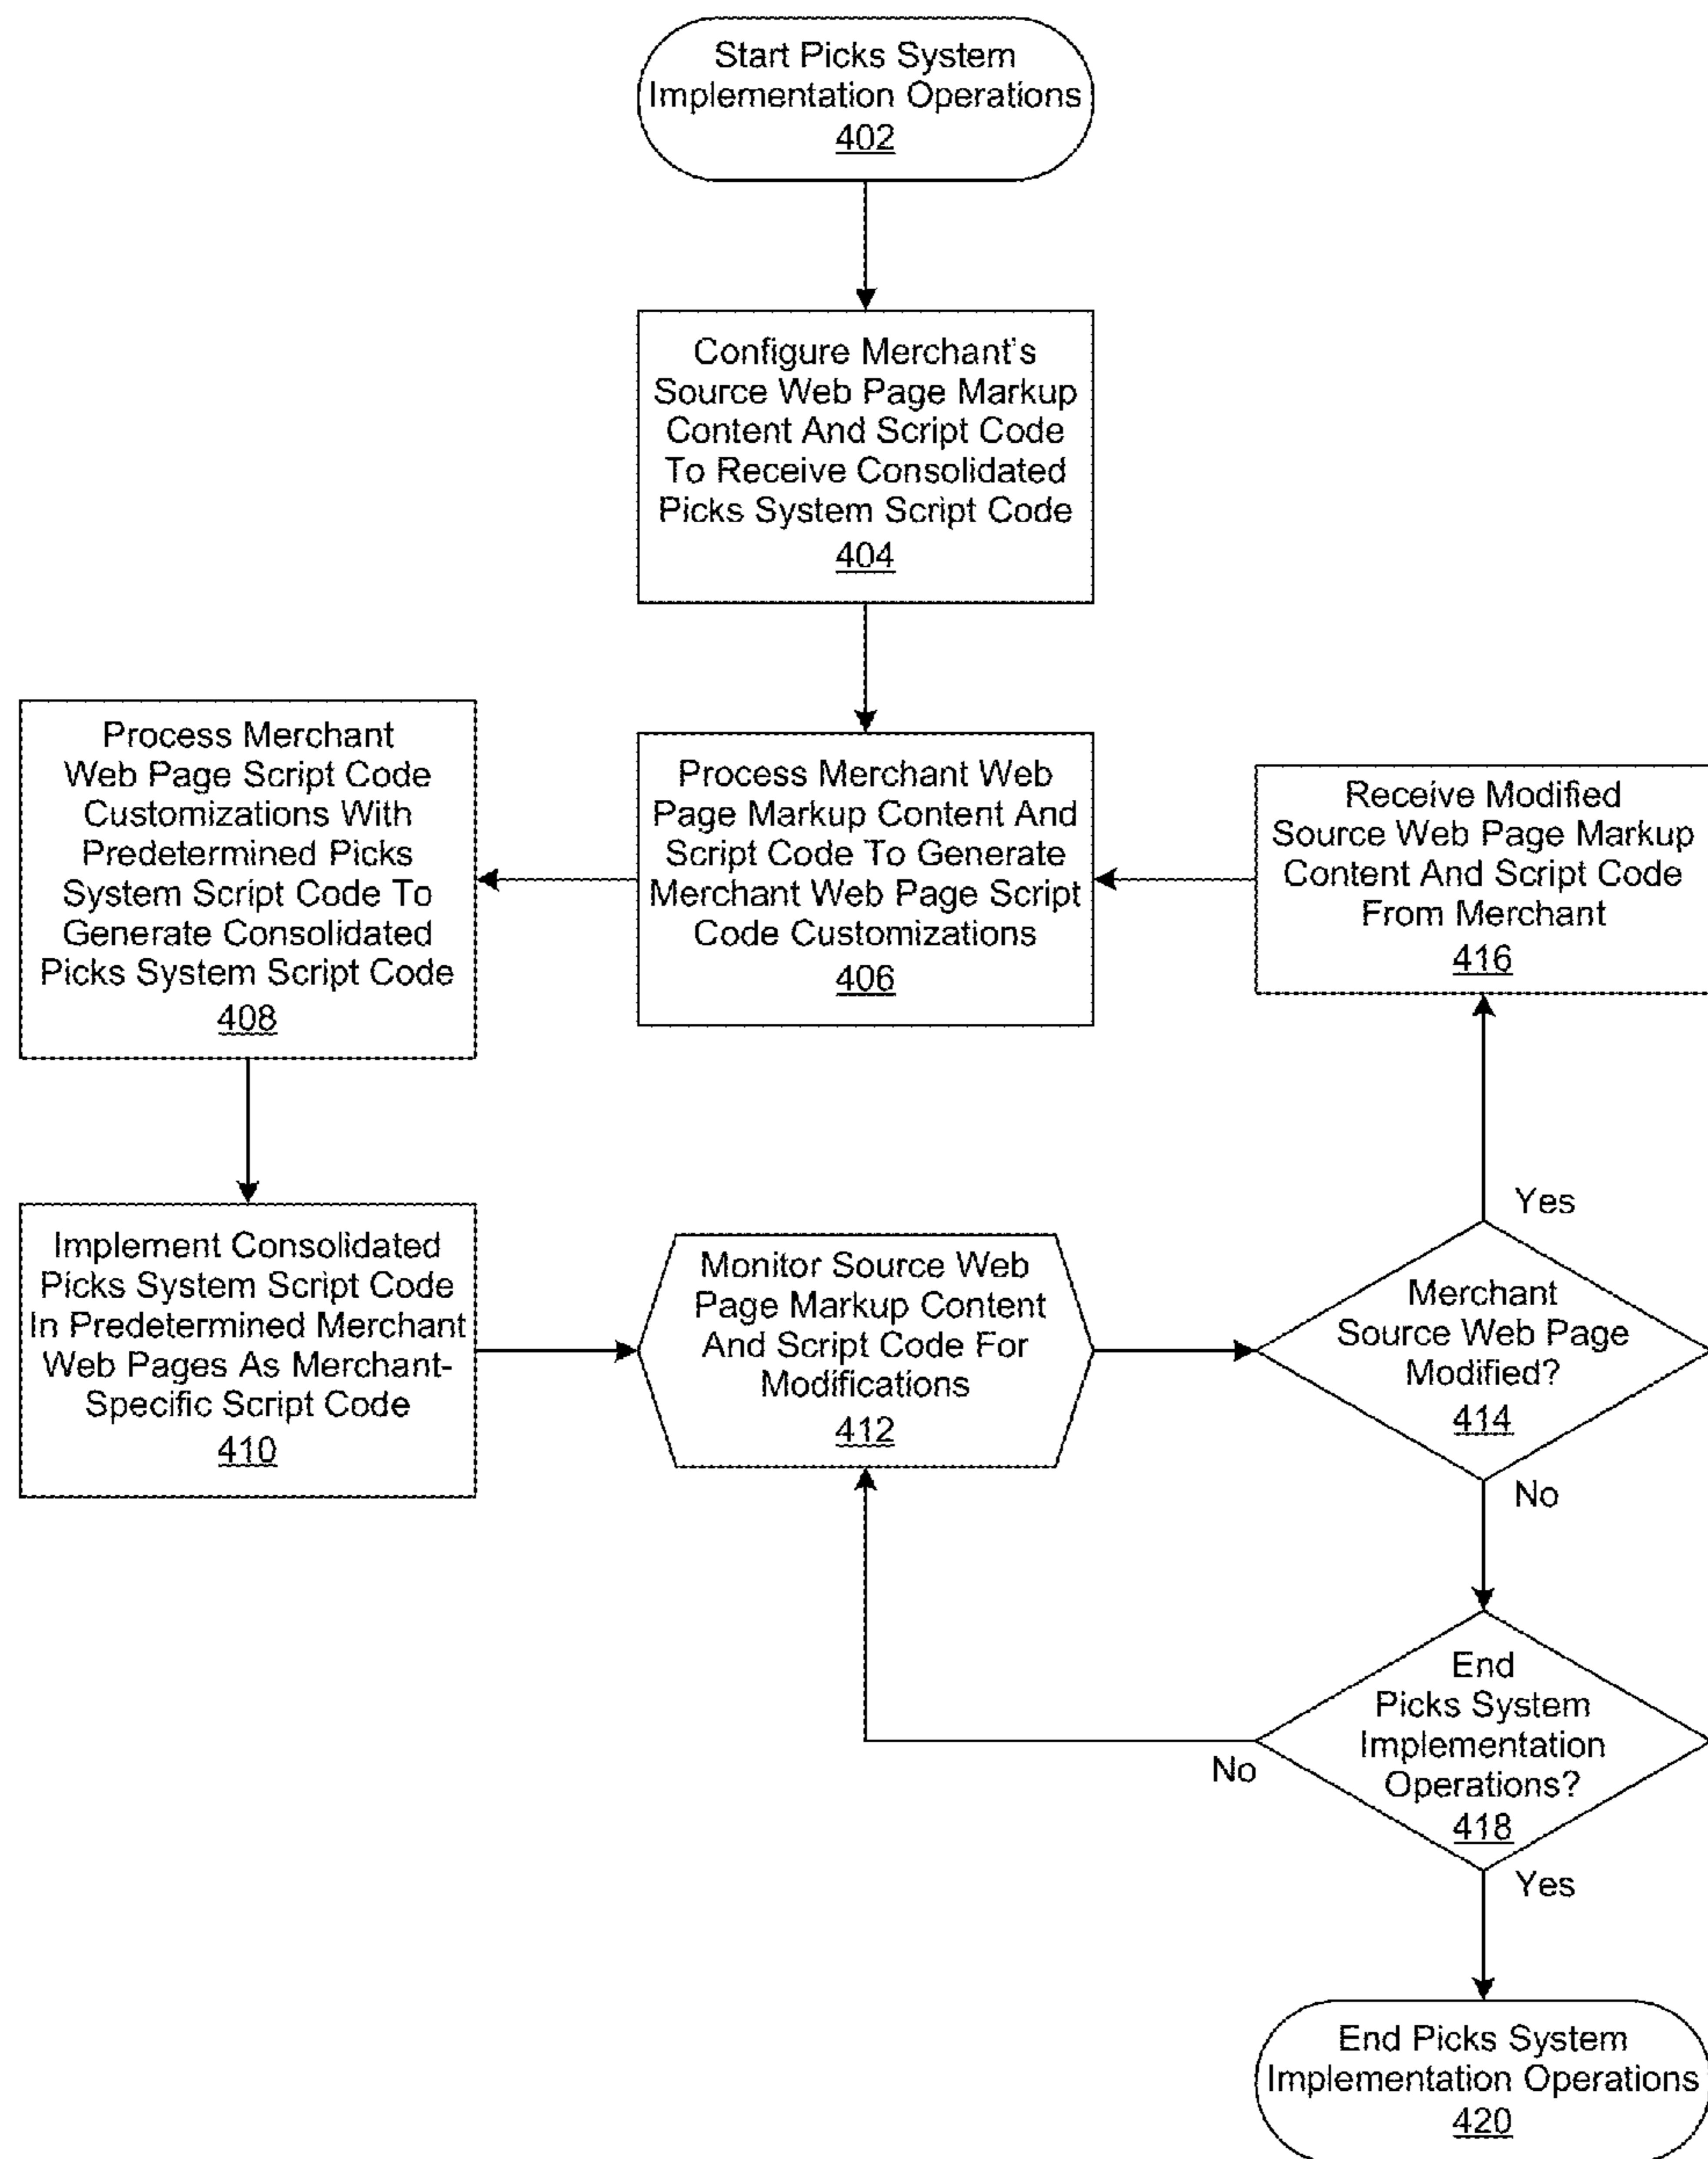 Start Picks System
Implementation Operations
402
Configure Merchant's
Source Web Page Markup
Content And Script Code
To Receive Consolidated
Picks System Script Code
404
Process Merchant
Web Page Script Code
Customizations With
Predetermined Picks
System Script Code To
Generate Consolidated
Picks System Script Code
408
Process Merchant Web
Page Markup Content And
Script Code To Generate
Merchant Web Page Script
Code Customizations
406
Receive Modified
Source Web Page Markup
Content And Script Code
From Merchant
416
Implement Consolidated
Picks System Script Code
In Predetermined Merchant
Web Pages As Merchant-
Specific Script Code
410
Monitor Source Web
Page Markup Content
And Script Code For
Modifications
412
Yes
Merchant
Source Web Page
Modified?
414
No
End
Picks System
Implementation
Operations?
418
No
Yes
End Picks System
Implementation Operations
420